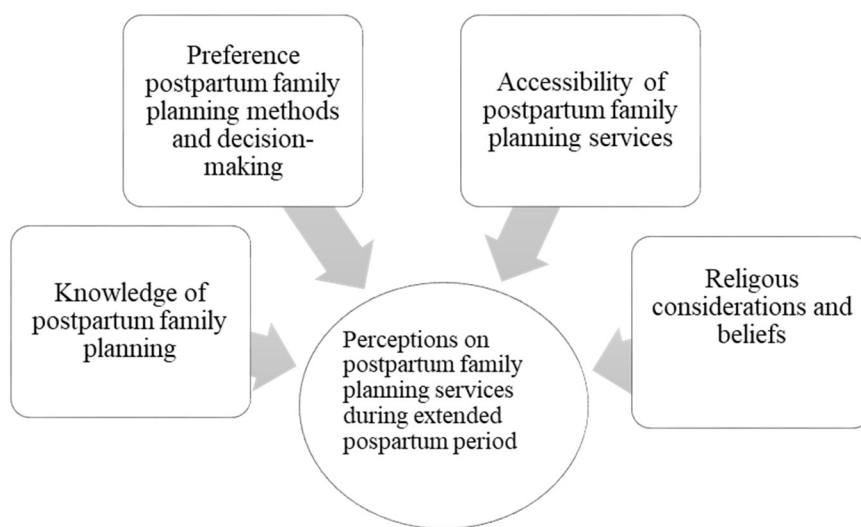 Preference
postpartum family
planning methods
and decision-
making
Accessibility of
postpartum family
planning services
Knowledge of
postpartum family
planning
Religous
considerations and
beliefs
Perceptions on
postpartum family
planning services
during extended
pospartum period